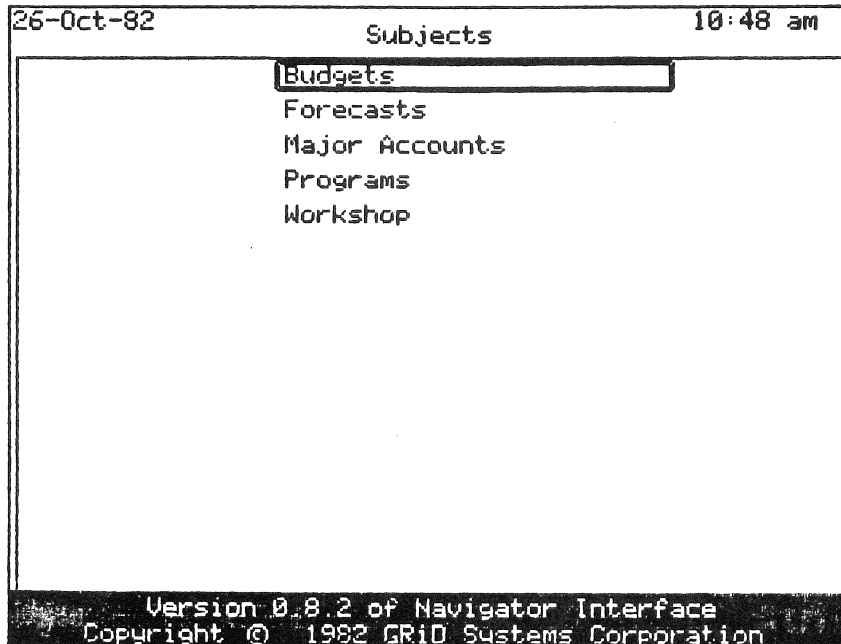 26-Oct-82 10:48 am
Subjects
Budgets
Forecasts
Major Accounts
Programs
Workshop
Version 0.8.2 of Navigator Interface
Copyright © 1982 GRiD Systems Corporation